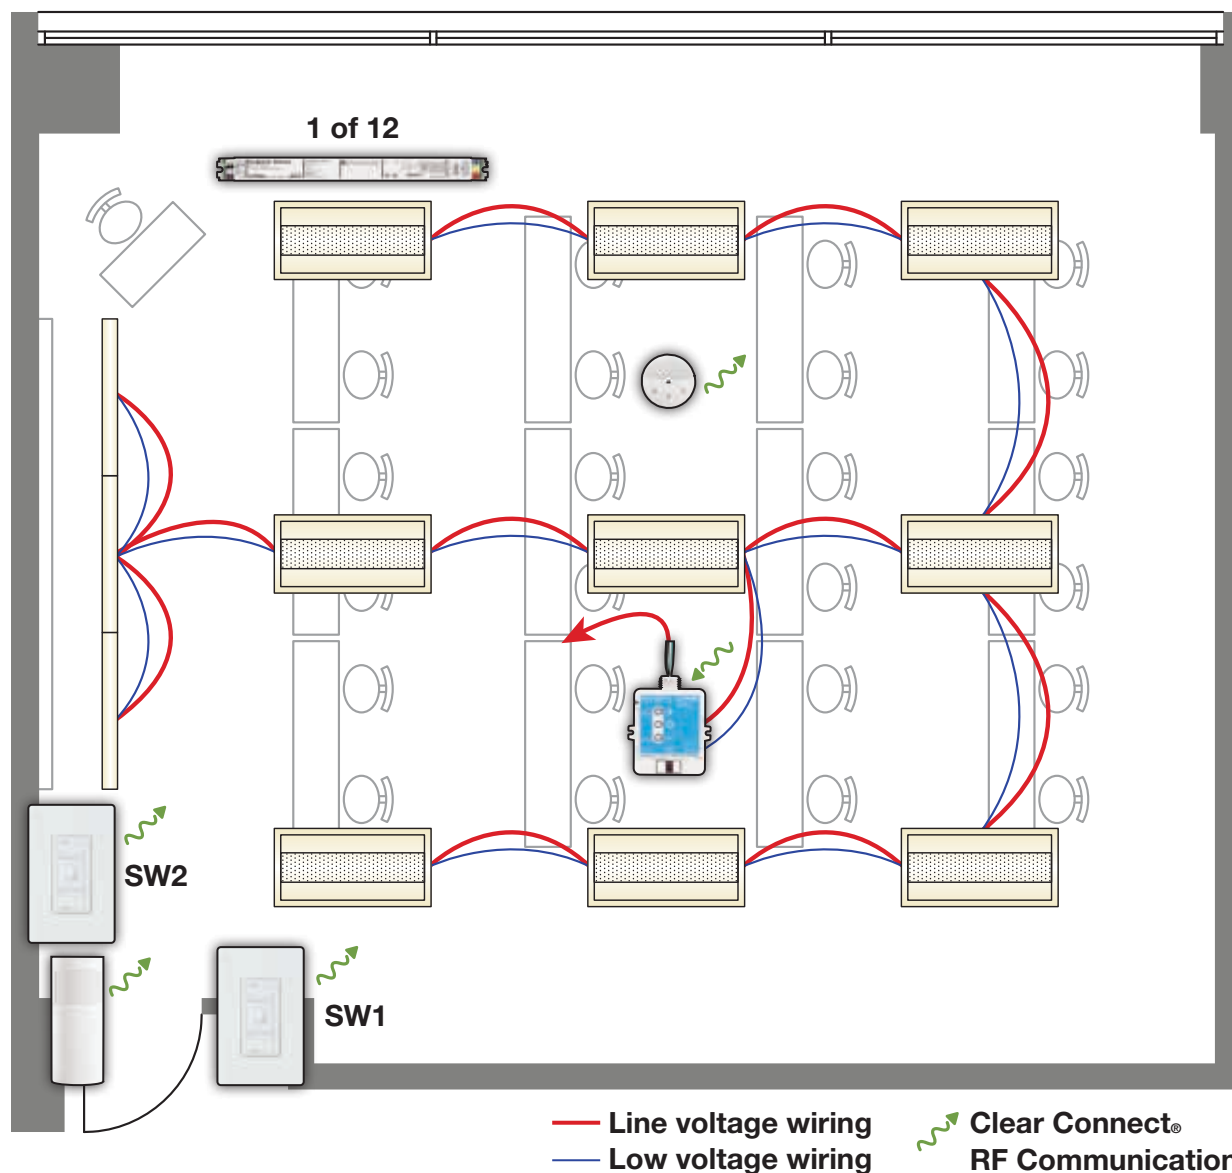 1 of 12
SW2
SW1
Line voltage wiring
Low voltage wiring
Clear Connect®
RF Communication